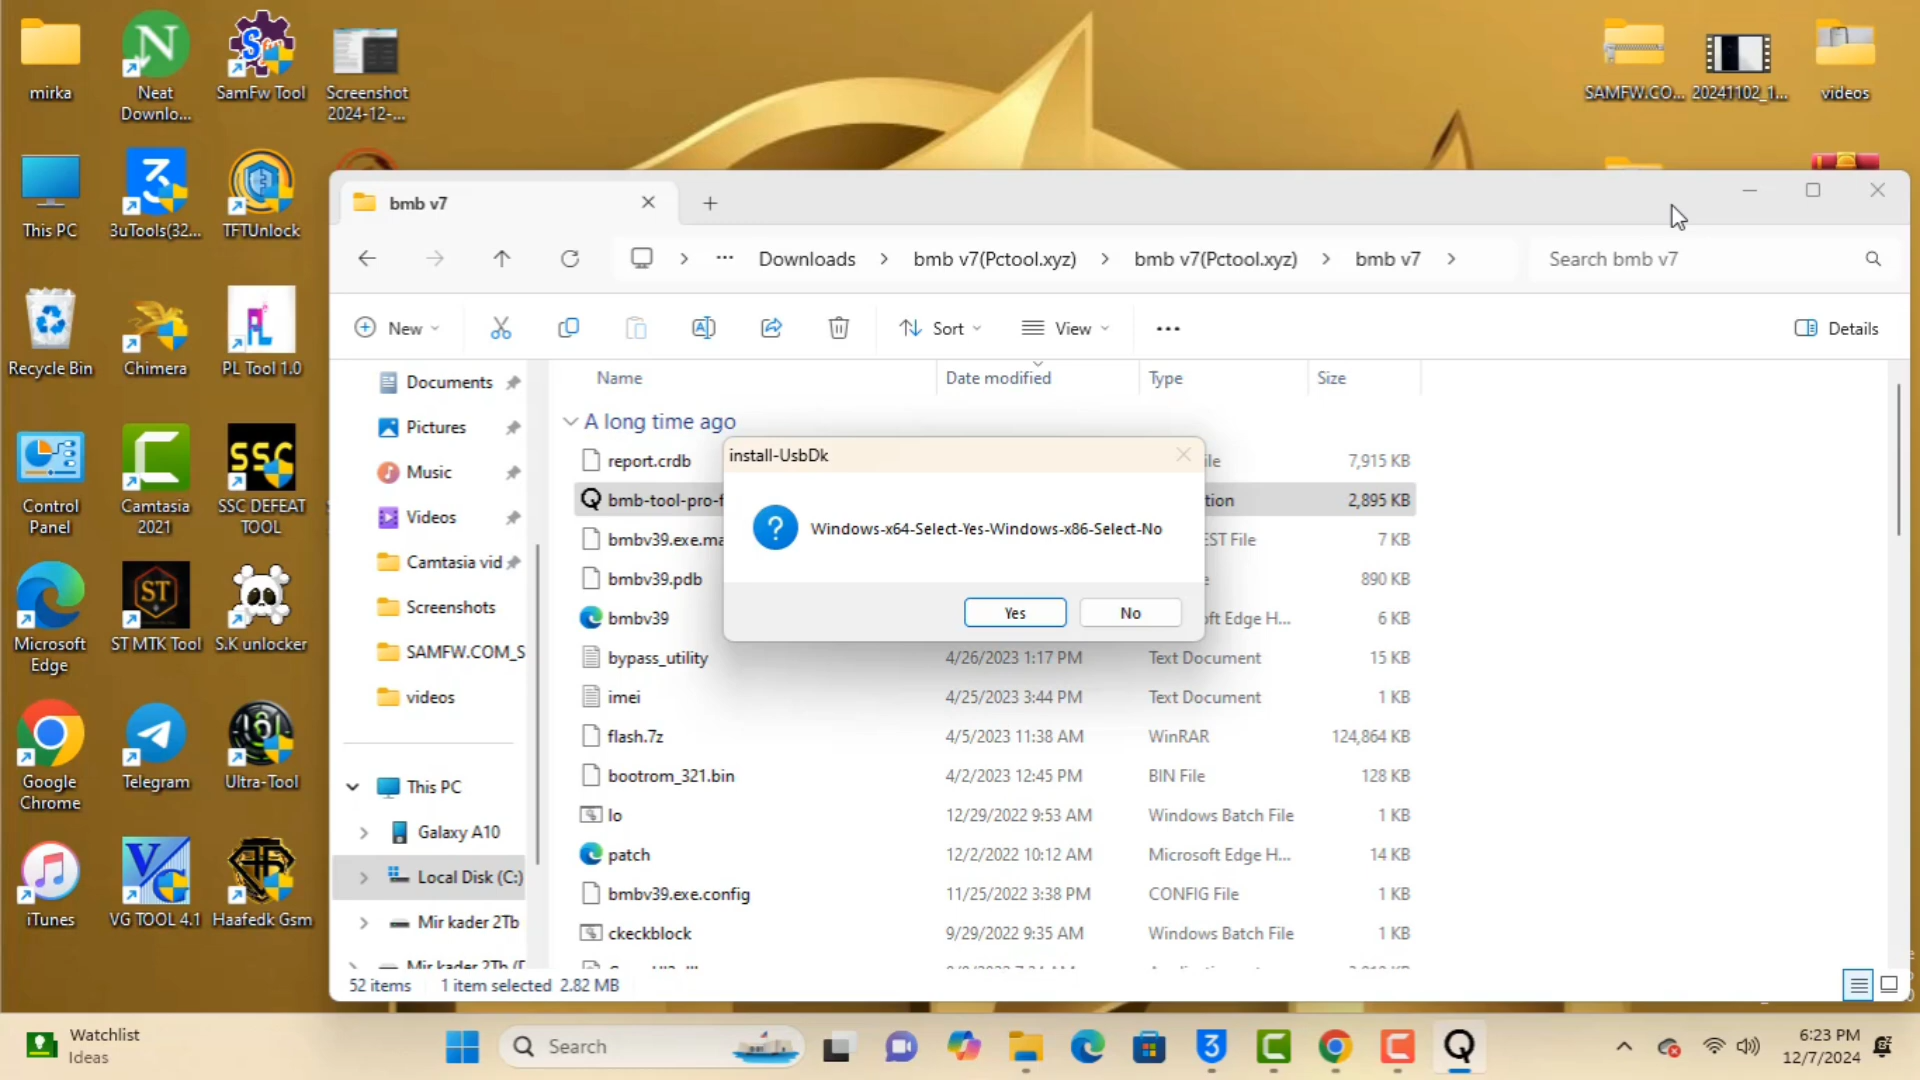 mirka
Neat
Downlo...
SamFw Tool
Screenshot
2024-12-...
SAMFW.CO...
20241102_1...
videos
This PC
3uTools(32...
TFTUnlock
Recycle Bin
Chimera
PL Tool 1.0
Control
Panel
Camtasia
2021
SSC
SSC DEFEAT
TOOL
Microsoft
Edge
ST
ST MTK Tool
S.K unlocker
Google
Chrome
Telegram
Ultra-Tool
iTunes
VG TOOL 4.1
Haafedk Gsm
bmb v7
Downloads
bmb v7(Pctool.xyz)
bmb v7(Pctool.xyz)
bmb v7
Search bmb v7
New
Sort
View
Details
Documents
Pictures
Music
Videos
Camtasia vid
Screenshots
SAMFW.COM_S
videos
This PC
Galaxy A10
Local Disk (C:)
Mir kader 2Tb
Name
Date modified
Type
Size
A long time ago
report.crdb
7,915 KB
bmb-tool-pro-f
2,895 KB
bmbv39.exe.ma
EST File
7 KB
bmbv39.pdb
890 KB
bmbv39
oft Edge H...
6 KB
bypass_utility
4/26/2023 1:17 PM
Text Document
15 KB
imei
4/25/2023 3:44 PM
Text Document
1 KB
flash.7z
4/5/2023 11:38 AM
WinRAR
124,864 KB
bootrom_321.bin
4/2/2023 12:45 PM
BIN File
128 KB
lo
12/29/2022 9:53 AM
Windows Batch File
1 KB
patch
12/2/2022 10:12 AM
Microsoft Edge H...
14 KB
bmbv39.exe.config
11/25/2022 3:38 PM
CONFIG File
1 KB
ckeckblock
9/29/2022 9:35 AM
Windows Batch File
1 KB
install-UsbDk
Windows-x64-Select-Yes-Windows-x86-Select-No
Yes
No
52 items
1 item selected 2.82 MB
Watchlist
Ideas
Search
6:23 PM
12/7/2024